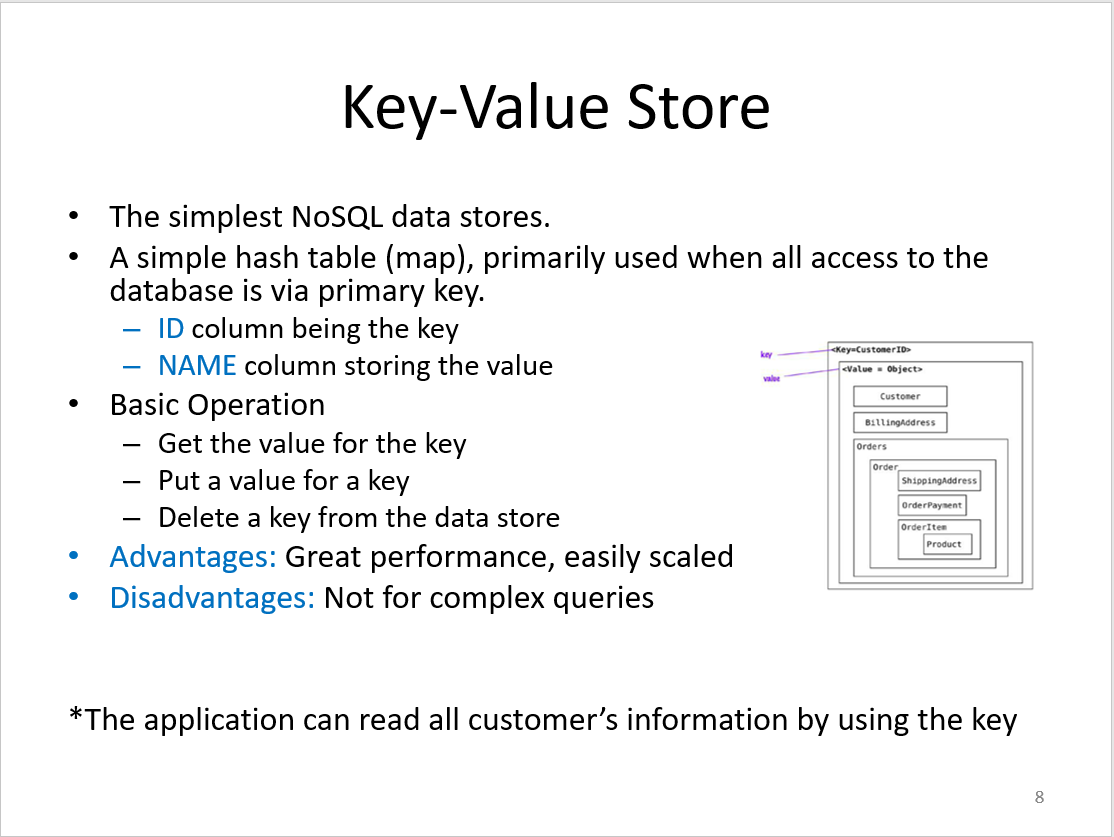 Key-Value Store
• The simplest NoSQL data stores.
• A simple hash table (map), primarily used when all access to the
database is via primary key.
– ID column being the key
– NAME column storing the value
• Basic Operation
– Get the value for the key
– Put a value for a key
– Delete a key from the data store
• Advantages: Great performance, easily scaled
• Disadvantages: Not for complex queries
key
<Key=CustomerID>
value
<Value = Object>
Customer
BillingAddress
Orders
Order
ShippingAddress
OrderPayment
OrderItem
Product
*The application can read all customer’s information by using the key
8